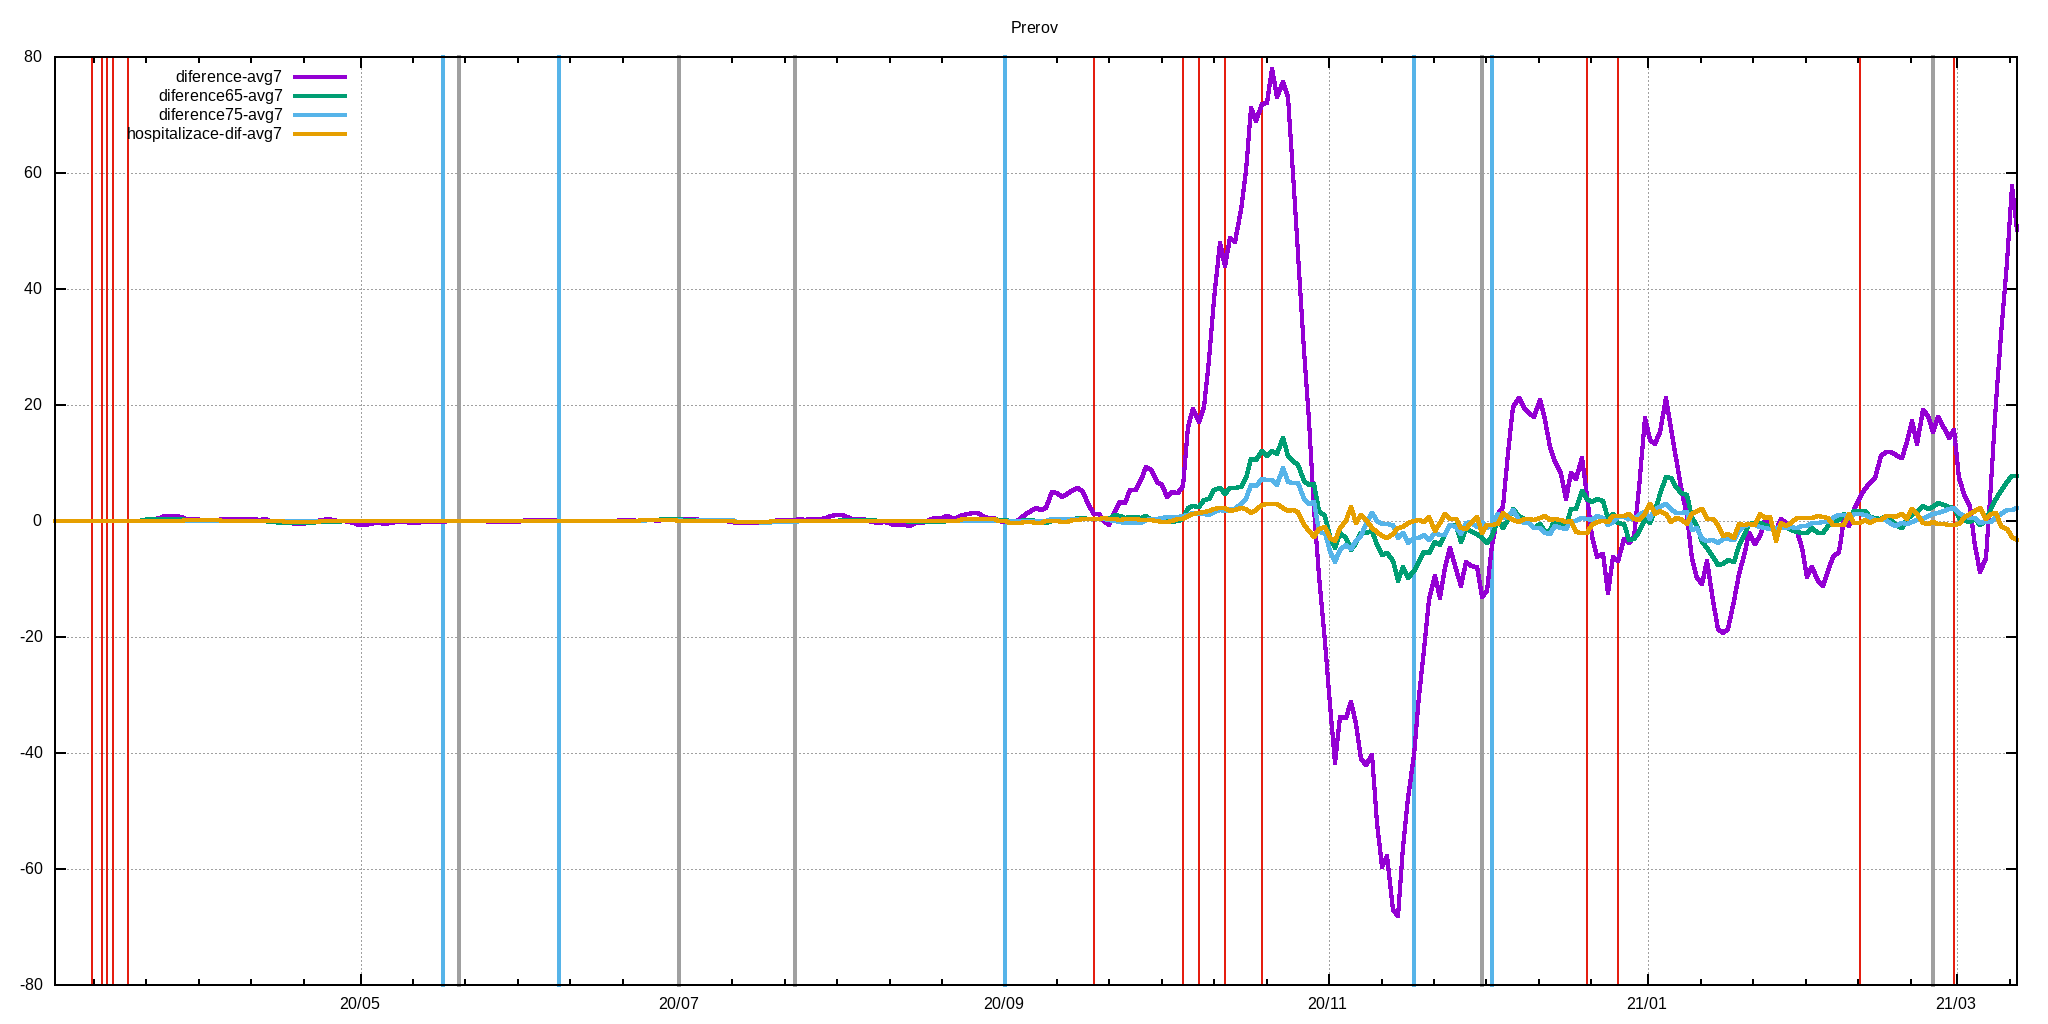 Prerov
diference-avg7
diference65-avg7
diference75-avg7
hospitalizace-dif-avg7
80
60
40
20
0
-20
-40
-60
-80
20/05 20/07 20/09 20/11 21/01 21/03